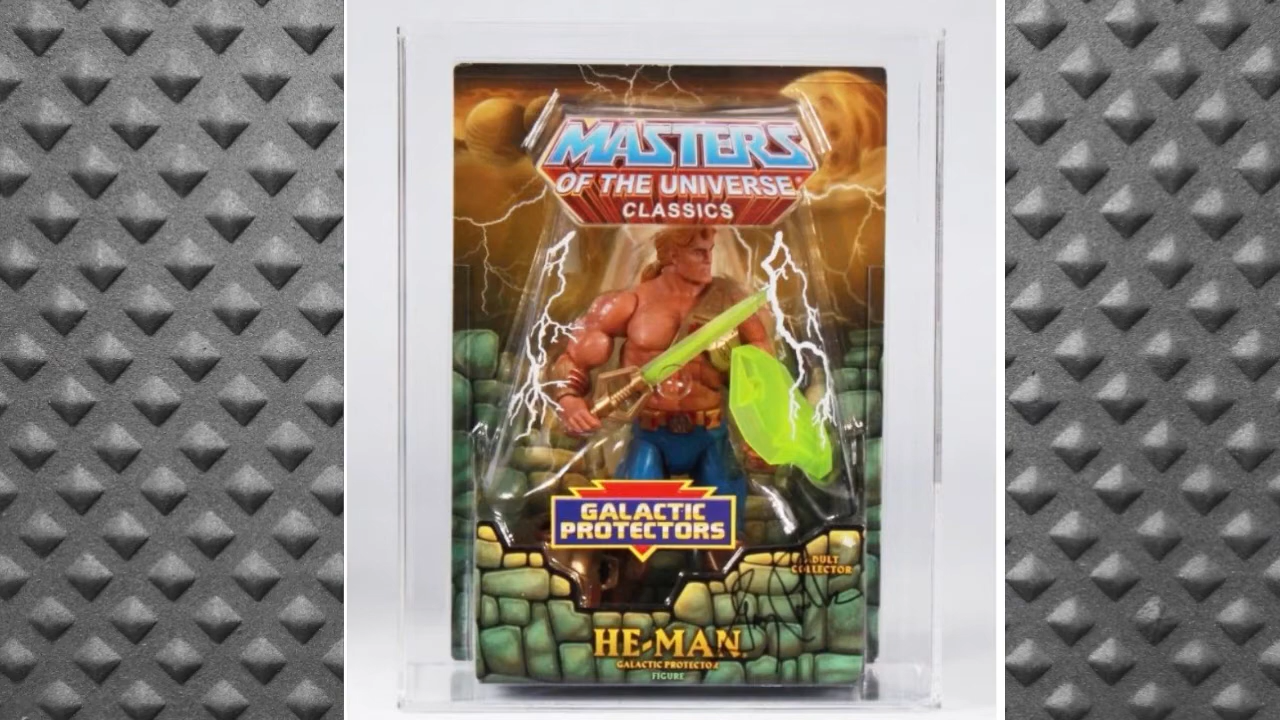 MASTERS
OF THE UNIVERSE
CLASSICS
GALACTIC
PROTECTORS
ADULT
COLLECTOR
HE-MAN
GALACTIC PROTECTOR
FIGURE